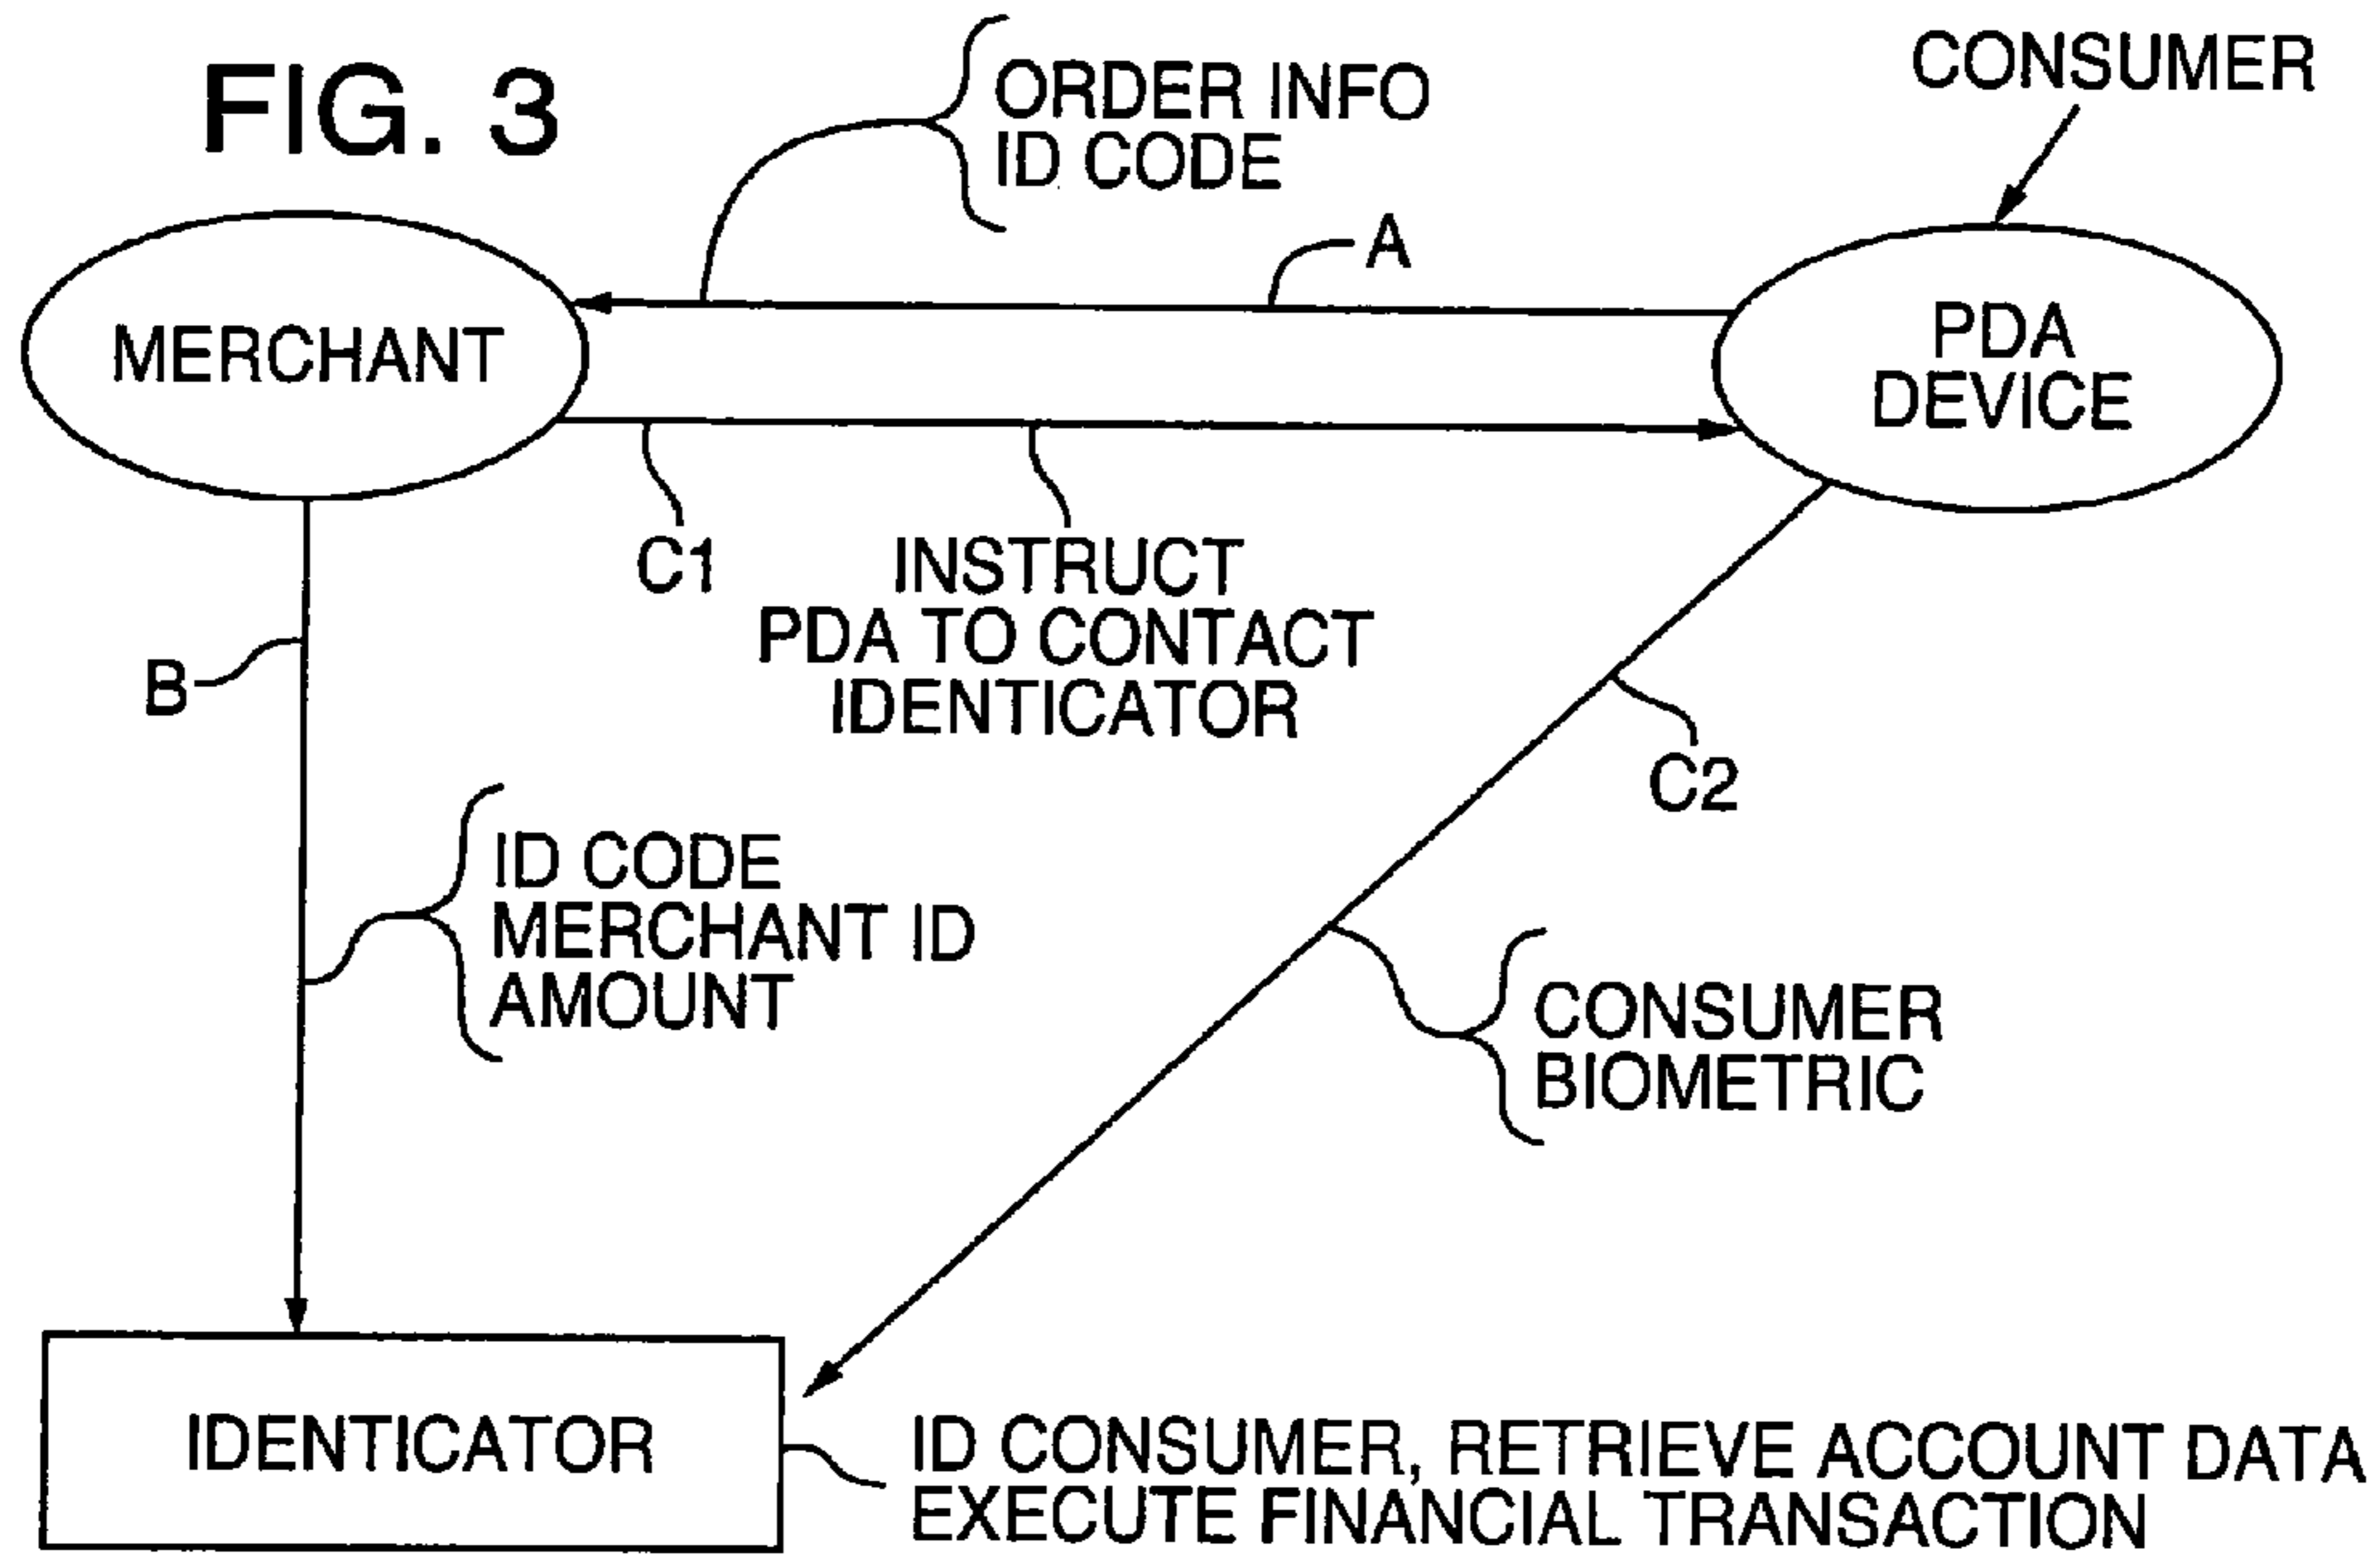 FIG. 3
ORDER INFO
ID CODE
CONSUMER
A
MERCHANT
PDA
DEVICE
C1
INSTRUCT
PDA TO CONTACT
IDENTICATOR
B
C2
ID CODE
MERCHANT ID
AMOUNT
CONSUMER
BIOMETRIC
IDENTICATOR
ID CONSUMER, RETRIEVE ACCOUNT DATA
EXECUTE FINANCIAL TRANSACTION